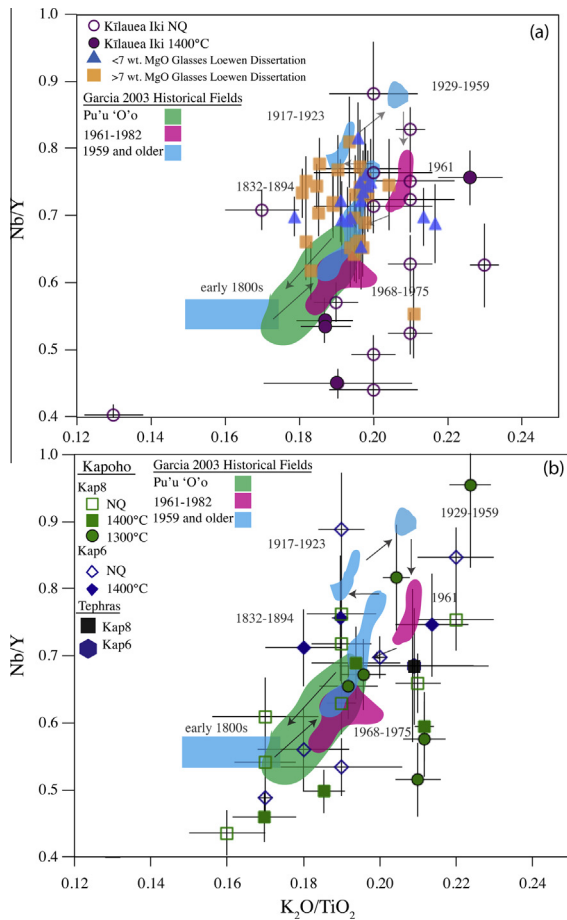 (a)
Kīlauea Iki NQ
Kīlauea Iki 1400°C
<7 wt. MgO Glasses Loewen Dissertation
>7 wt. MgO Glasses Loewen Dissertation
Garcia 2003 Historical Fields
Pu'u 'O'o
1961-1982
1959 and older
1929-1959
1917-1923
1961
1832-1894
early 1800s
1968-1975
Nb/Y
1.0
0.9
0.8
0.7
0.6
0.5
0.4
0.12 0.14 0.16 0.18 0.20 0.22 0.24
(b)
Kapoho
Kap8
NQ
1400°C
1300°C
Kap6
NQ
1400°C
Tephras
Kap8
Kap6
Garcia 2003 Historical Fields
Pu'u 'O'o
1961-1982
1959 and older
1929-1959
1917-1923
1961
1832-1894
early 1800s
1968-1975
Nb/Y
1.0
0.9
0.8
0.7
0.6
0.5
0.4
0.12 0.14 0.16 0.18 0.20 0.22 0.24
K₂O/TiO₂